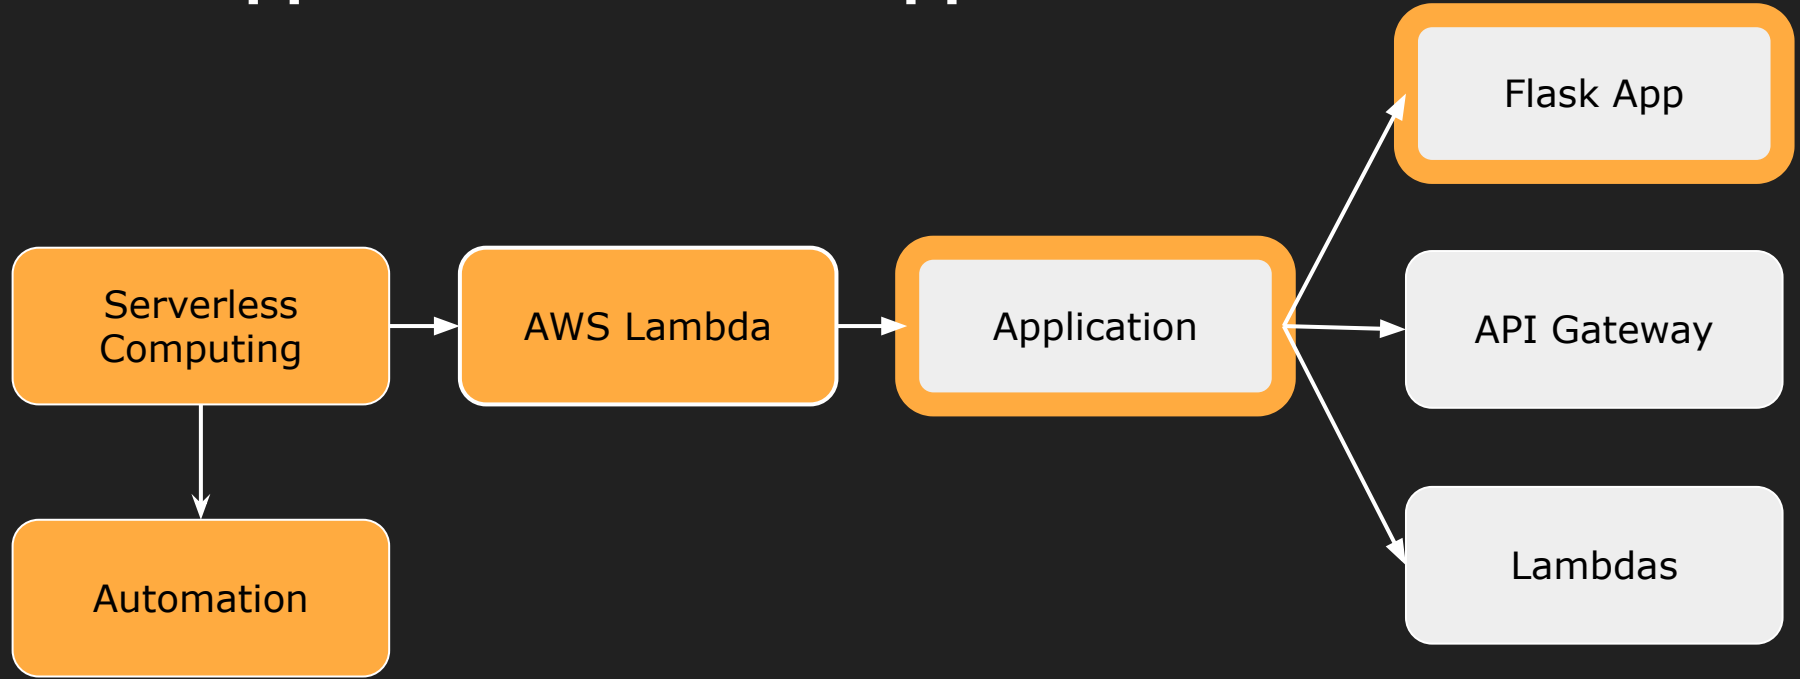 Serverless
Computing
AWS Lambda
Application
Flask App
API Gateway
Lambdas
Automation